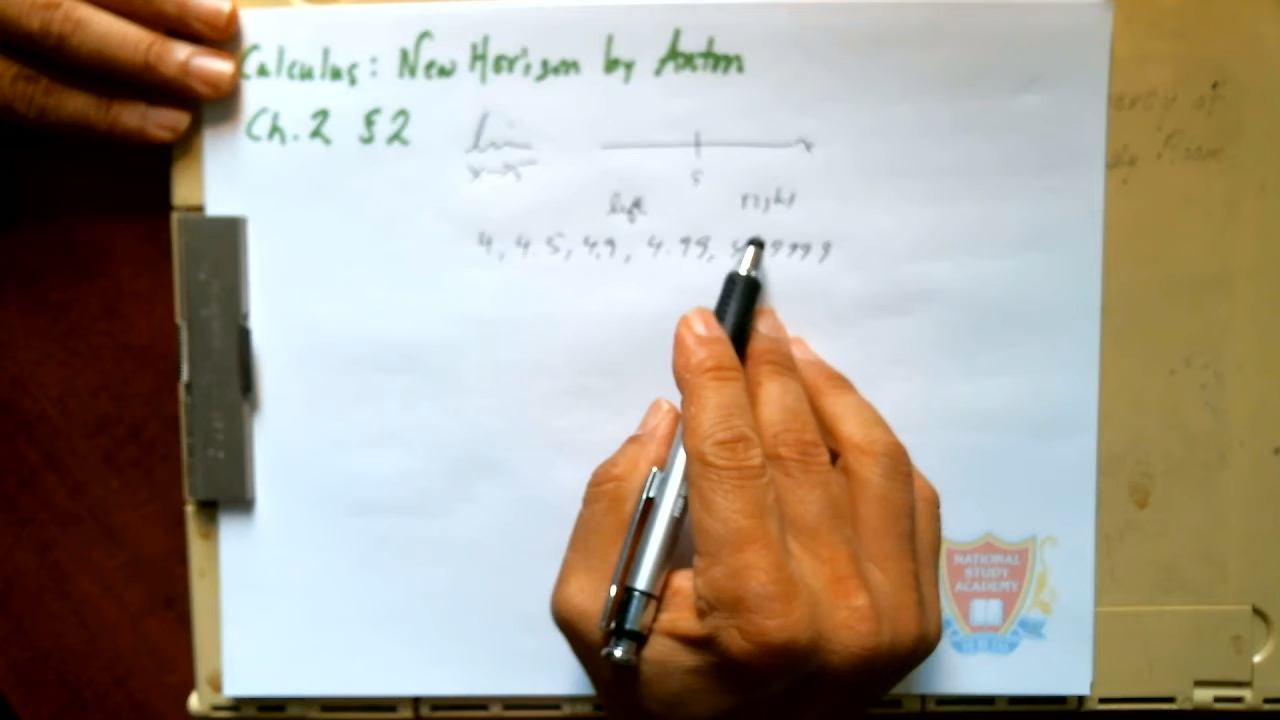 Calculus: New Horizon by Anton
Ch. 2 § 2
lim
x→5
5
left right
4, 4.5, 4.9, 4.99,
NATIONAL
STUDY
ACADEMY